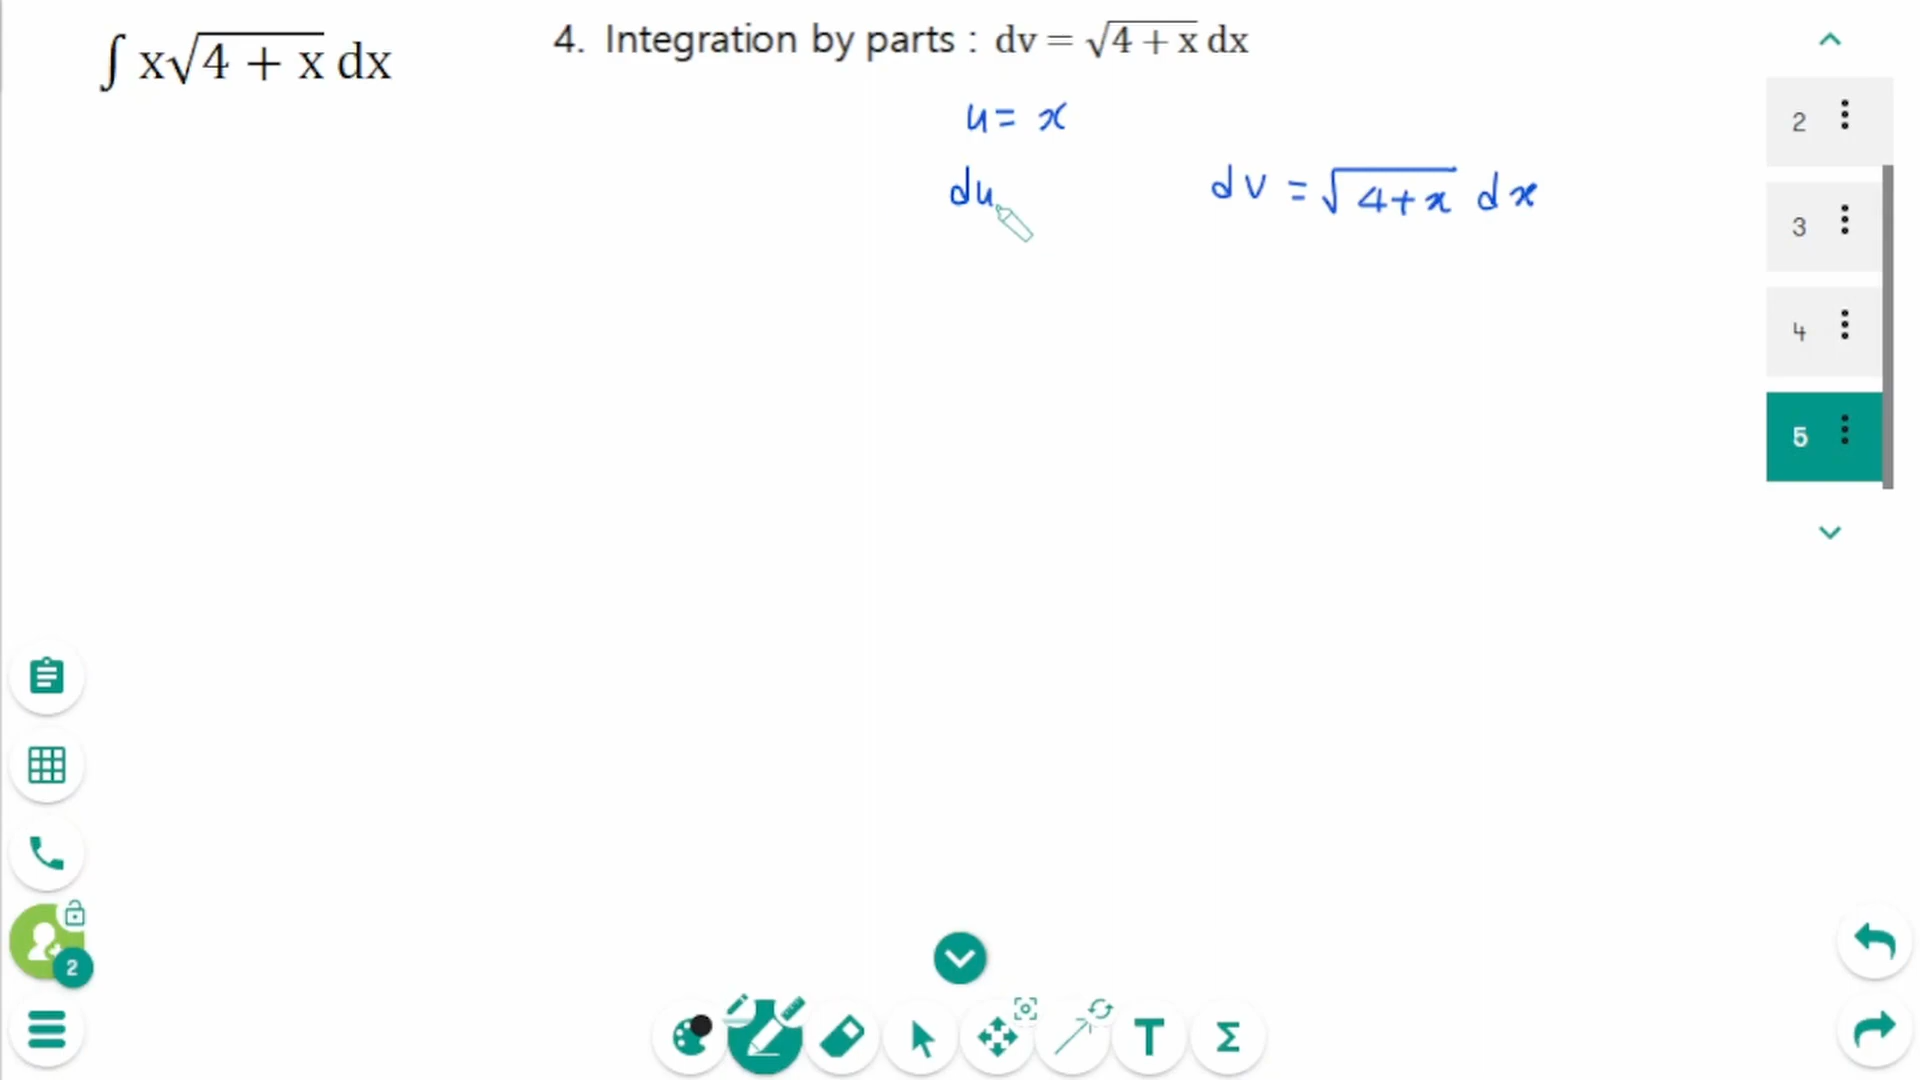 ∫ x√(4 + x) dx
4. Integration by parts : dv = √(4 + x) dx
u = x
du
dv = √(4+x) dx
2
3
4
5
2
T
Σ